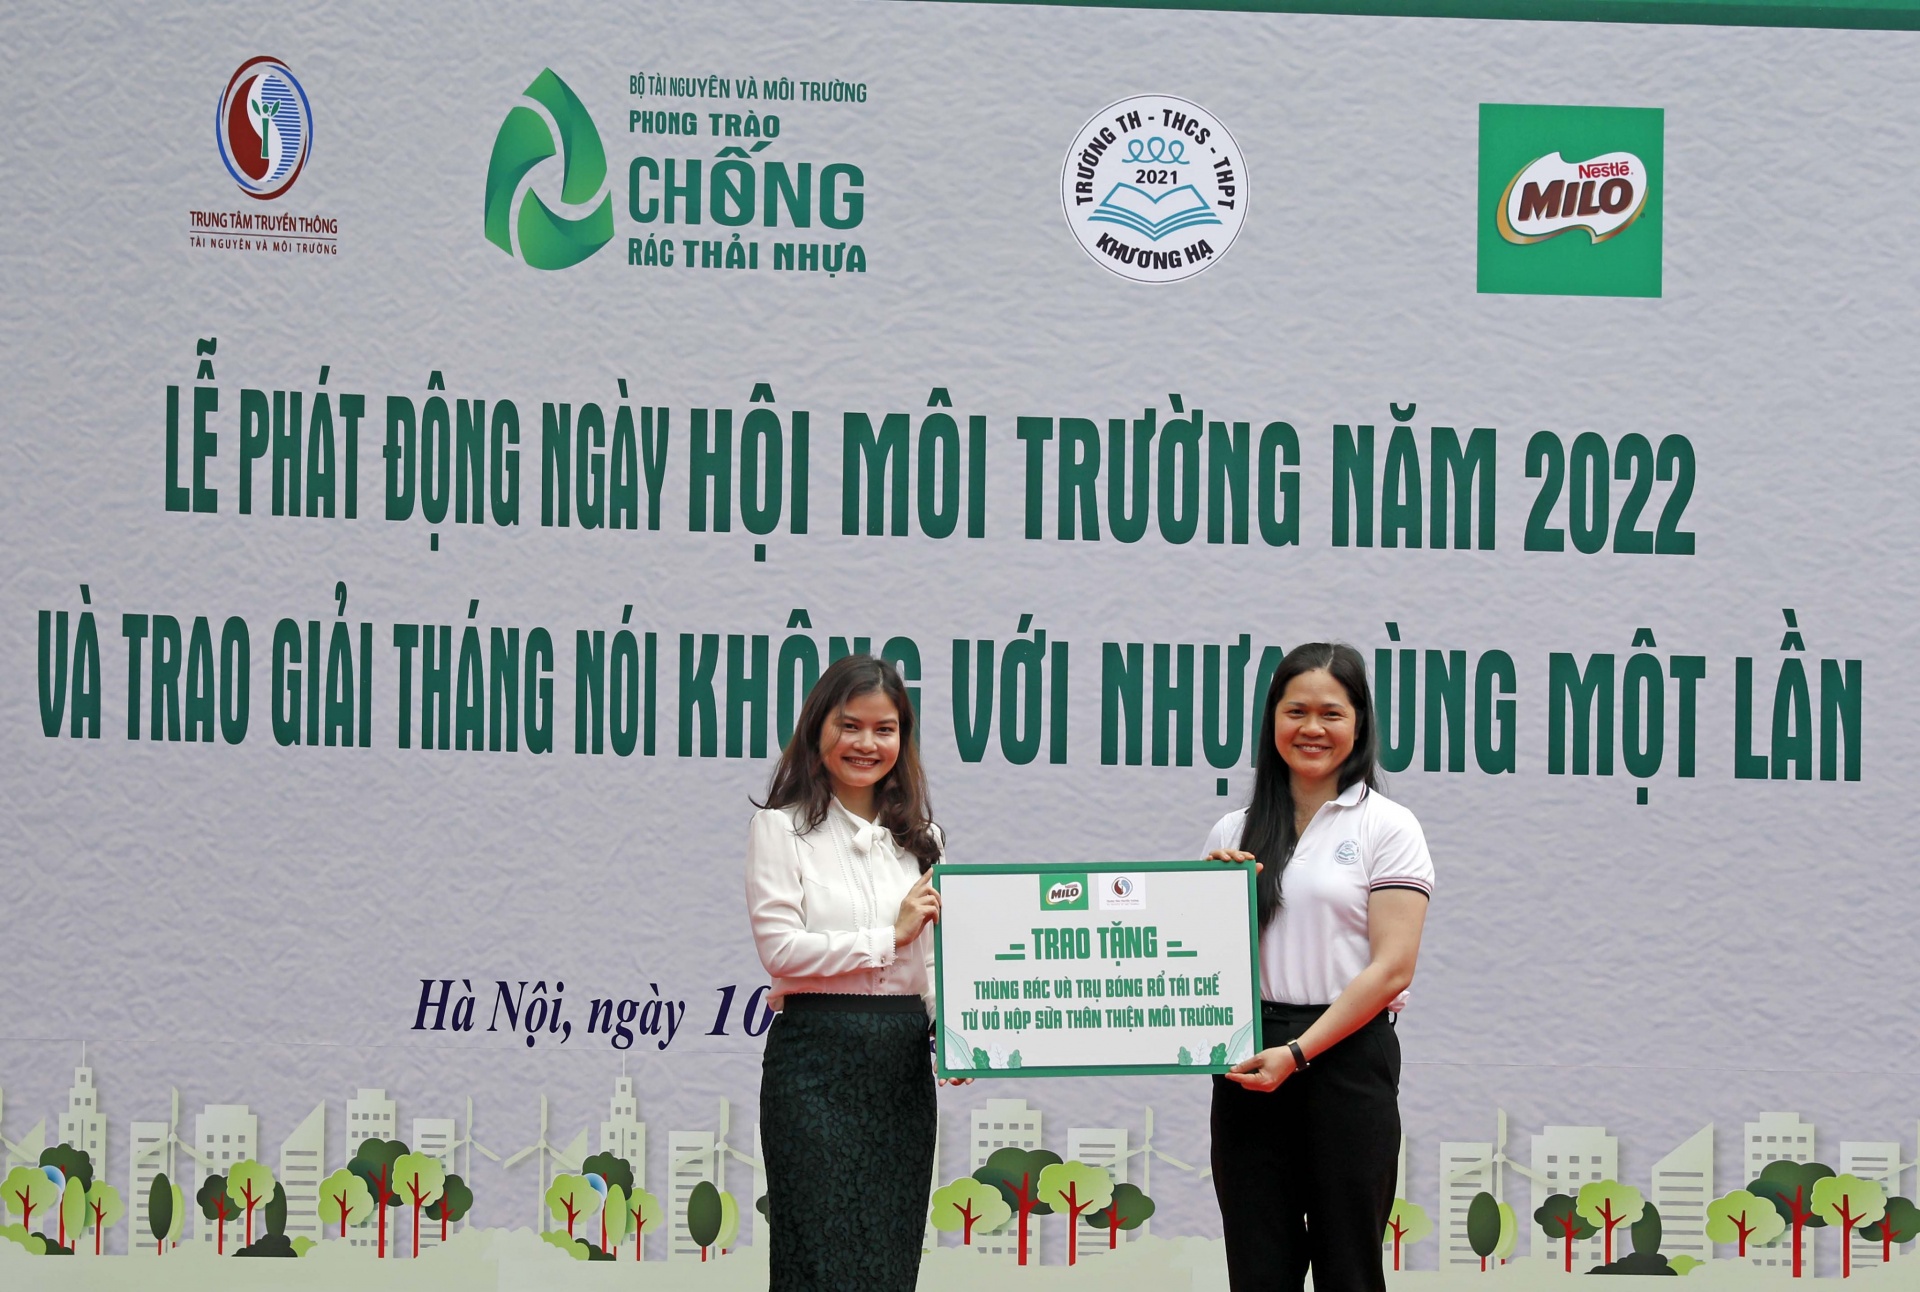 TRUNG TÂM TRUYỀN THÔNG
TÀI NGUYÊN VÀ MÔI TRƯỜNG
BỘ TÀI NGUYÊN VÀ MÔI TRƯỜNG
PHONG TRÀO
CHỐNG
RÁC THẢI NHỰA
TRƯỜNG TH - THCS - THPT
2021
KHƯƠNG HẠ
Nestlé
MILO
LỄ PHÁT ĐỘNG NGÀY HỘI MÔI TRƯỜNG NĂM 2022
VÀ TRAO GIẢI THÁNG NÓI KHÔNG VỚI NHỰA DÙNG MỘT LẦN
Hà Nội, ngày 10
MILO
TRAO TẶNG
THÙNG RÁC VÀ TRỤ BÓNG RỔ TÁI CHẾ
TỪ VỎ HỘP SỮA THÂN THIỆN MÔI TRƯỜNG